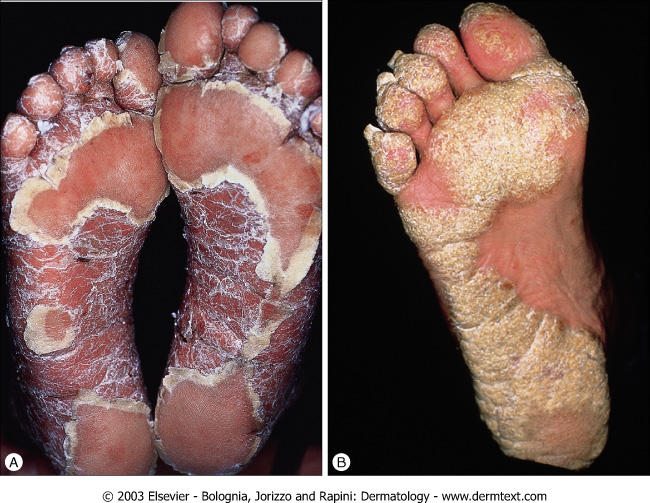 A
B
© 2003 Elsevier - Bolognia, Jorizzo and Rapini: Dermatology - www.dermtext.com